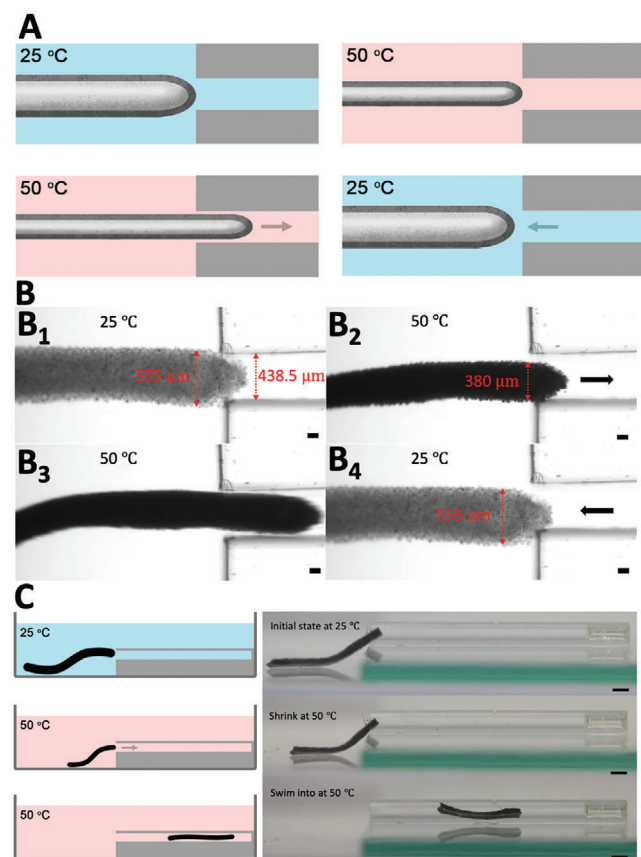 A
25 °C
50 °C
50 °C
25 °C
B
B1
25 ℃
555 μm
438.5 μm
B2
50 ℃
380 μm
B3
50 ℃
B4
25 ℃
555 μm
C
25 °C
Initial state at 25 ℃
50 °C
Shrink at 50 ℃
50 °C
Swim into at 50 ℃